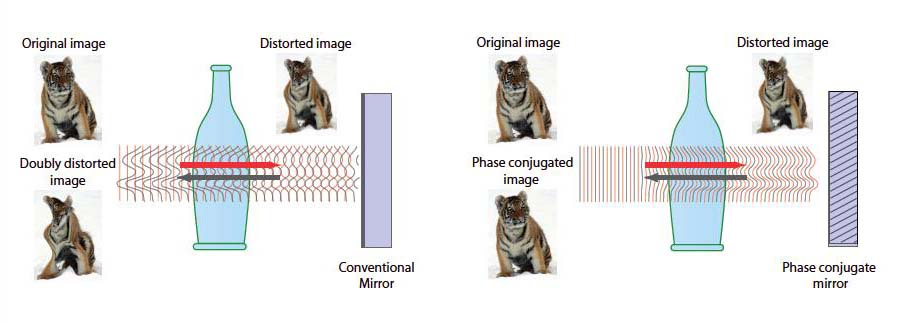 Original image
Distorted image
Doubly distorted
image
Conventional
Mirror
Original image
Distorted image
Phase conjugated
image
Phase conjugate
mirror